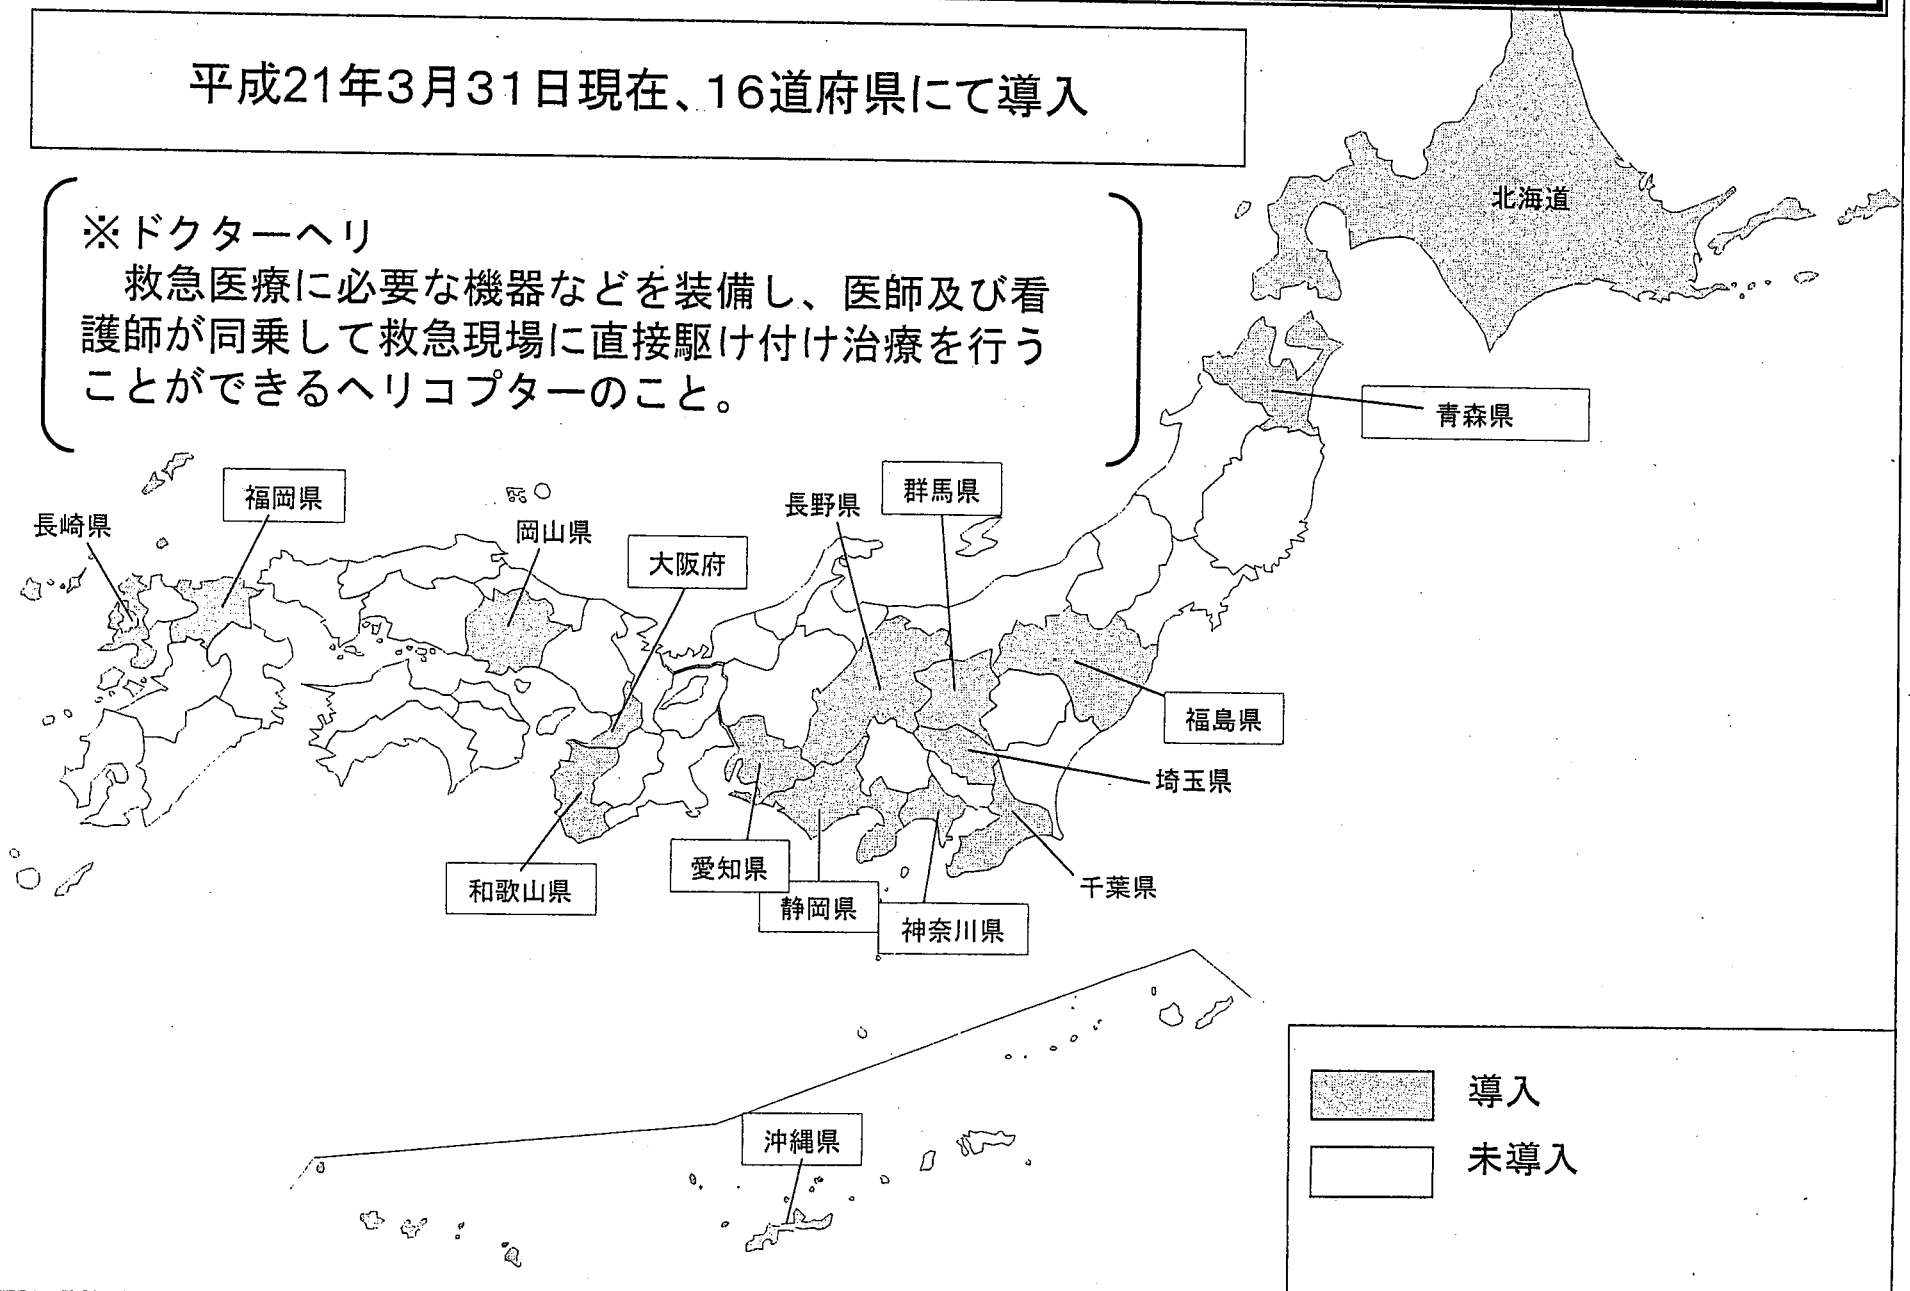 平成21年3月31日現在、16道府県にて導入
※ドクターヘリ
救急医療に必要な機器などを装備し、医師及び看
護師が同乗して救急現場に直接駆け付け治療を行う
ことができるヘリコプターのこと。
北海道
青森県
福岡県
長崎県
岡山県
大阪府
長野県
群馬県
福島県
埼玉県
千葉県
愛知県
和歌山県
静岡県
神奈川県
沖縄県
導入
未導入